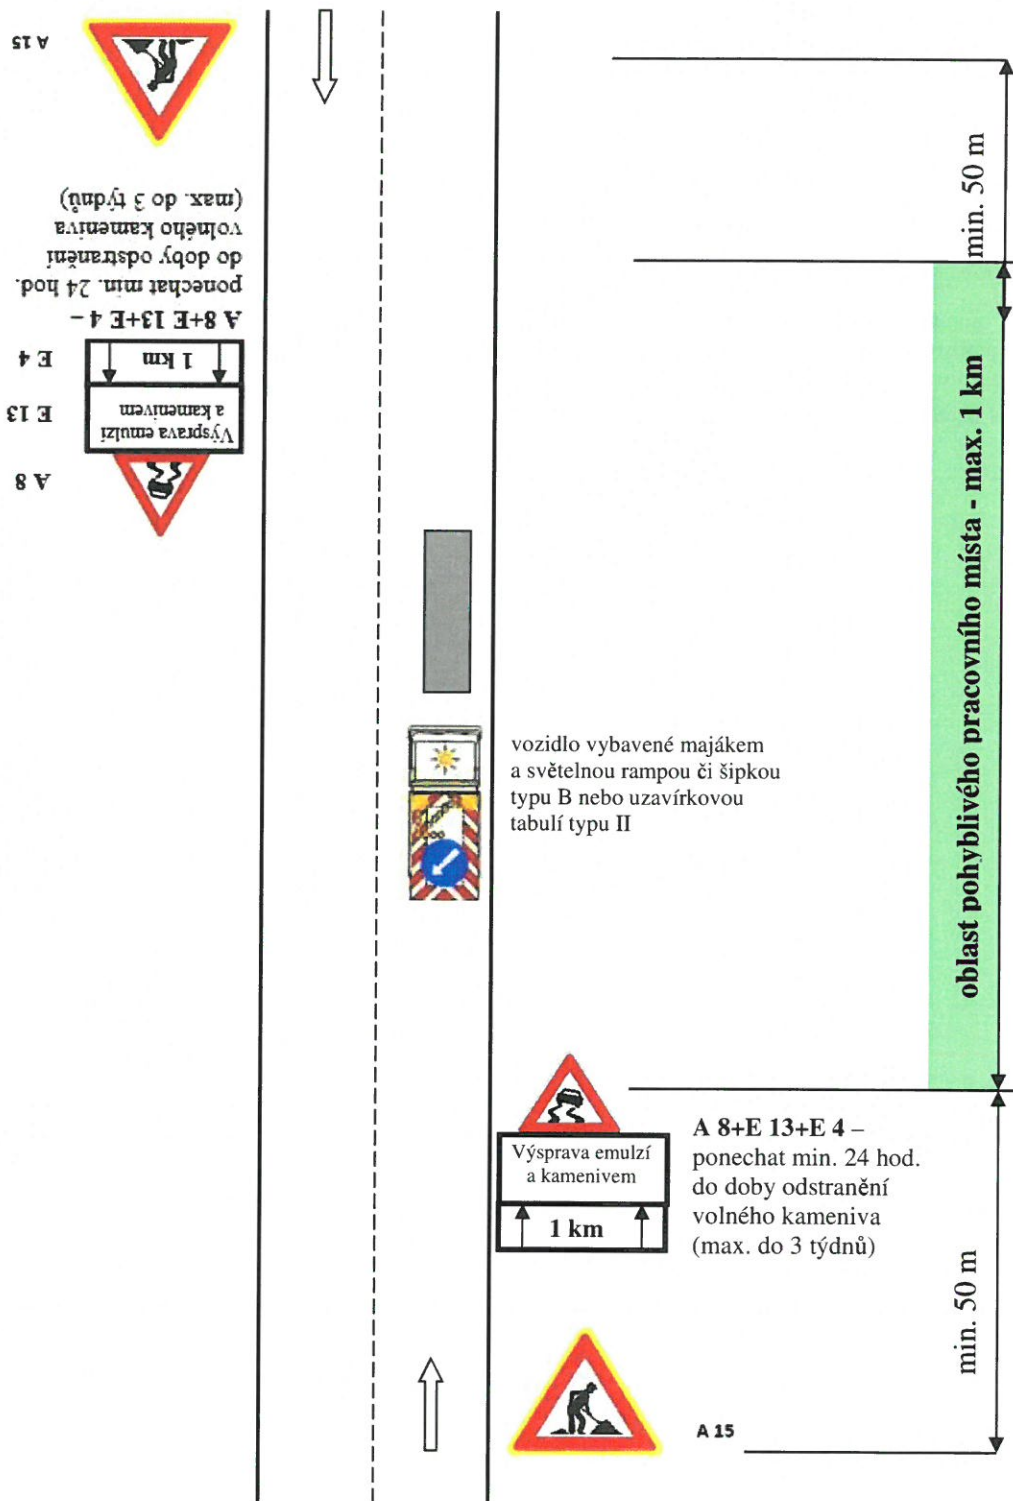 A 15
A 8+E 13+E 4 –
ponechat min. 24 hod.
do doby odstranění
volného kameniva
(max. do 3 týdnů)
E 4
1 km
E 13
Výsprava emulzí
a kamenivem
A 8
min. 50 m
oblast pohyblivého pracovního místa - max. 1 km
vozidlo vybavené majákem
a světelnou rampou či šipkou
typu B nebo uzavírkovou
tabulí typu II
Výsprava emulzí
a kamenivem
1 km
A 8+E 13+E 4 –
ponechat min. 24 hod.
do doby odstranění
volného kameniva
(max. do 3 týdnů)
min. 50 m
A 15